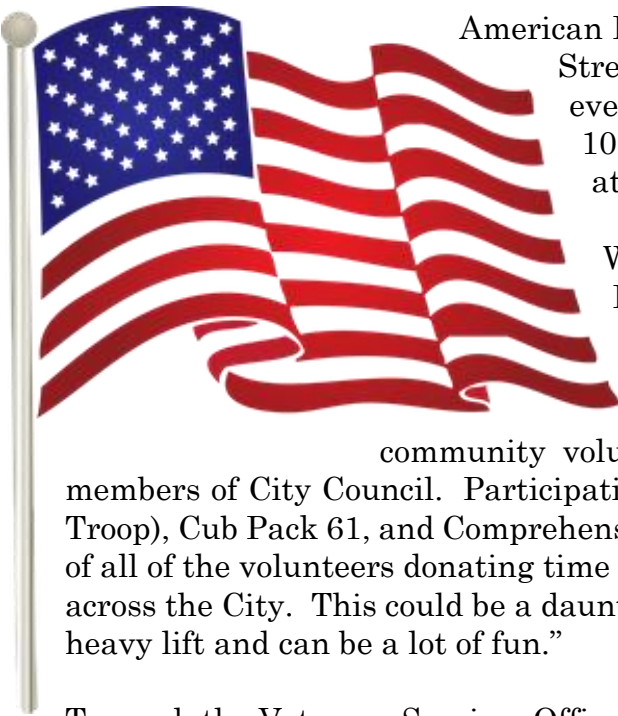 American
Stre
eve
10
at
community volu
members of City Council. Participati
Troop), Cub Pack 61, and Comprehens
of all of the volunteers donating time
across the City. This could be a daunt
heavy lift and can be a lot of fun.”